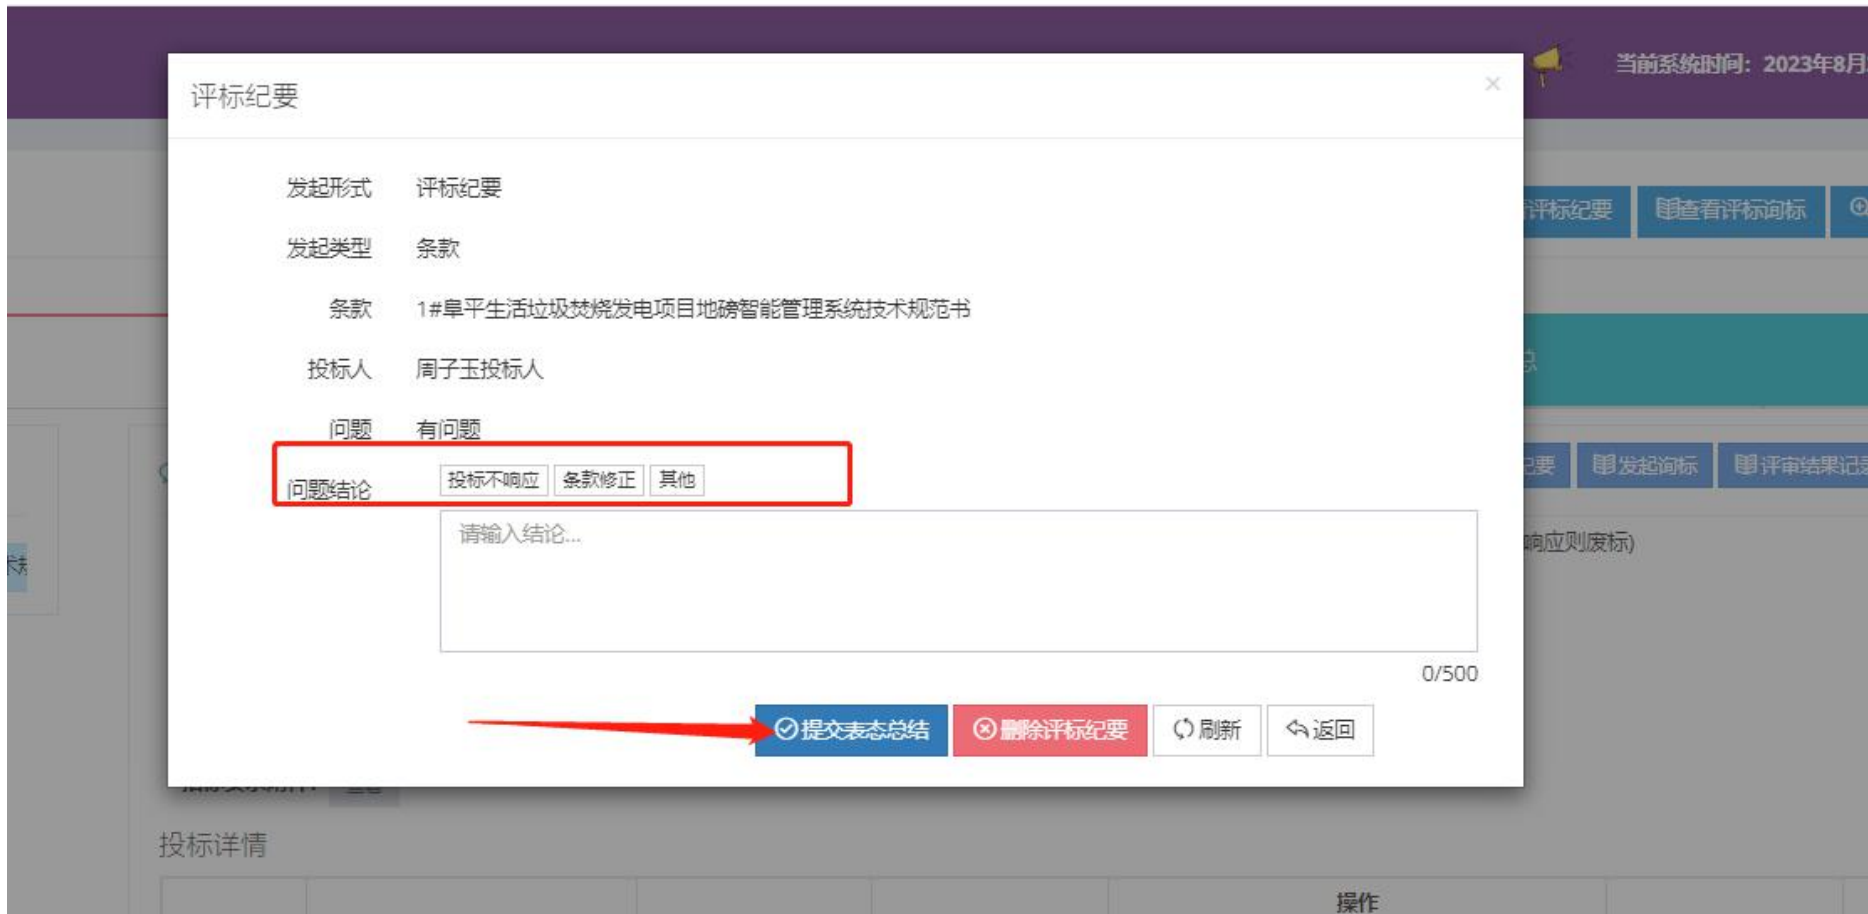 当前系统时间：2023年8月
评标纪要
×
发起形式 评标纪要
评标纪要 查看评标询标
发起类型 条款
条款 1#阜平生活垃圾焚烧发电项目地磅智能管理系统技术规范书
总
投标人 周子玉投标人
问题 有问题
纪要 发起询标 评审结果记录
问题结论 投标不响应 条款修正 其他
请输入结论...
响应则废标)
0/500
提交表态总结 删除评标纪要 刷新 返回
投标详情
操作